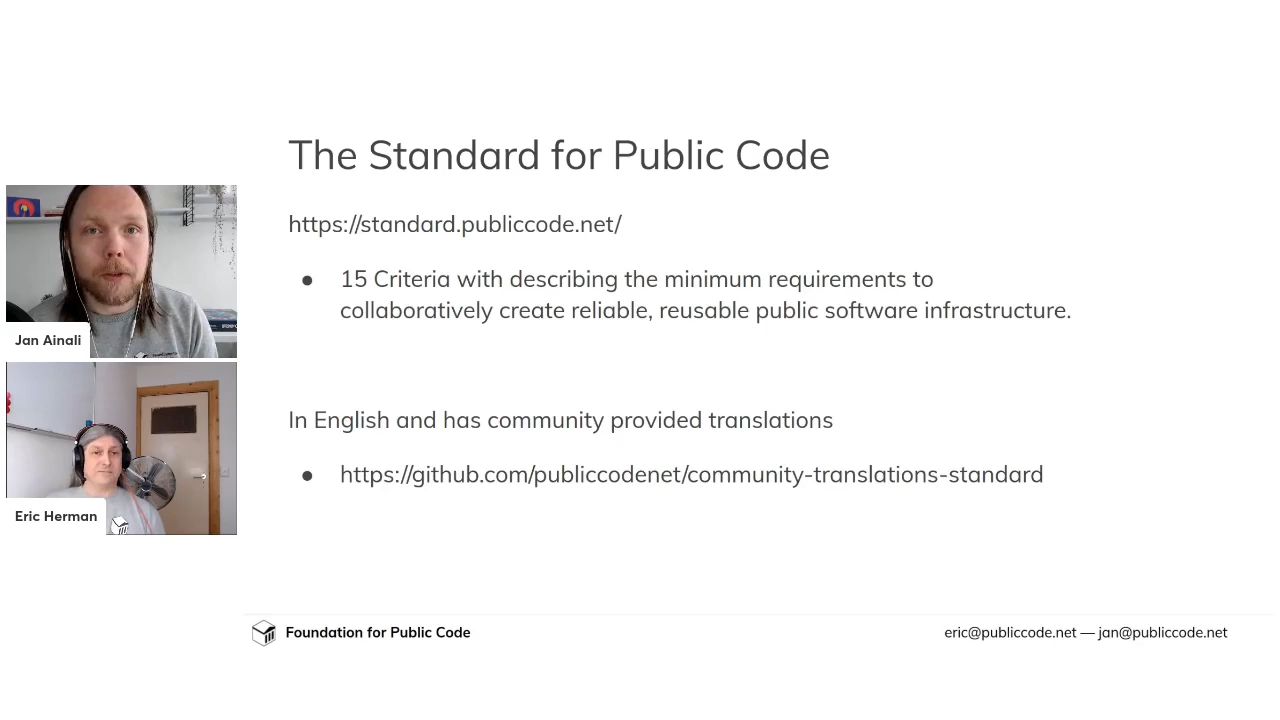 The Standard for Public Code
https://standard.publiccode.net/
● 15 Criteria with describing the minimum requirements to
collaboratively create reliable, reusable public software infrastructure.
Jan Ainali
In English and has community provided translations
● https://github.com/publiccodenet/community-translations-standard
Eric Herman
Foundation for Public Code
eric@publiccode.net — jan@publiccode.net